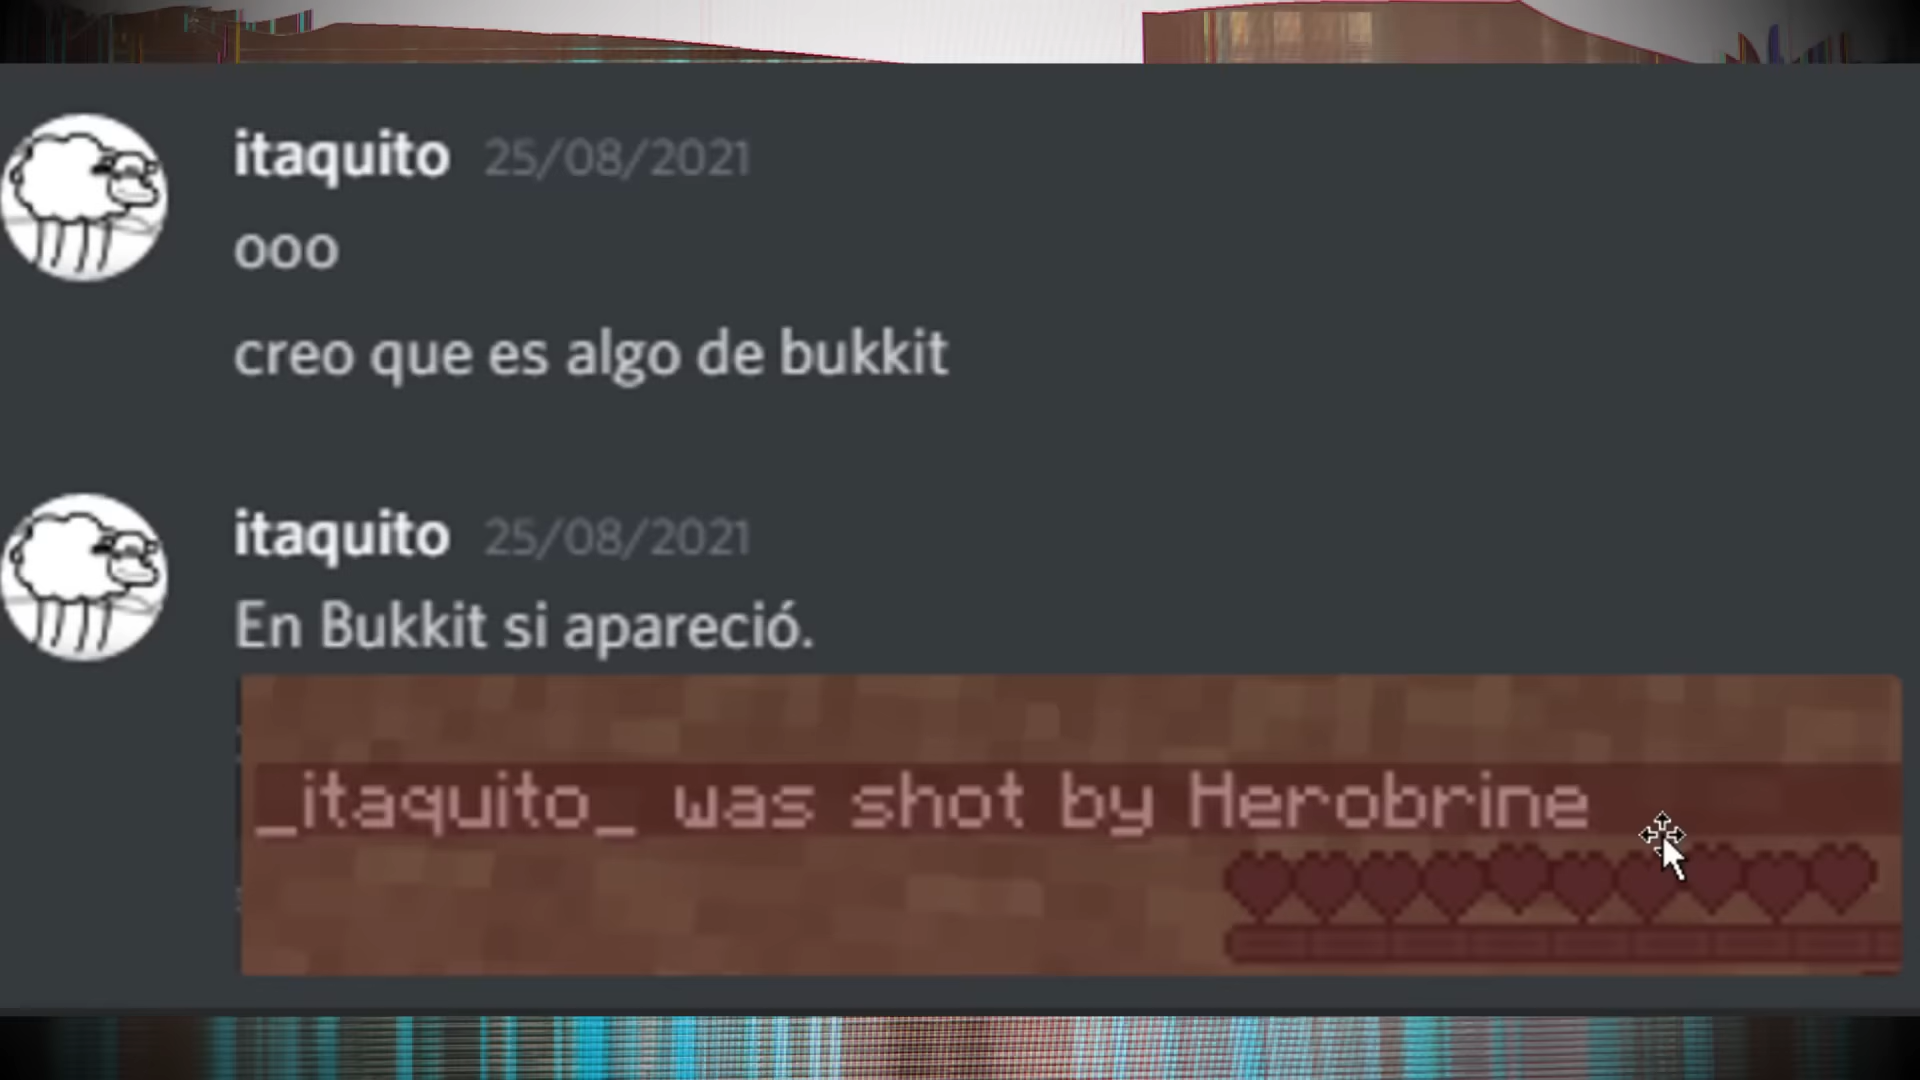 itaquito 25/08/2021
ooo
creo que es algo de bukkit
itaquito 25/08/2021
En Bukkit si apareció.
_itaquito_ was shot by Herobrine